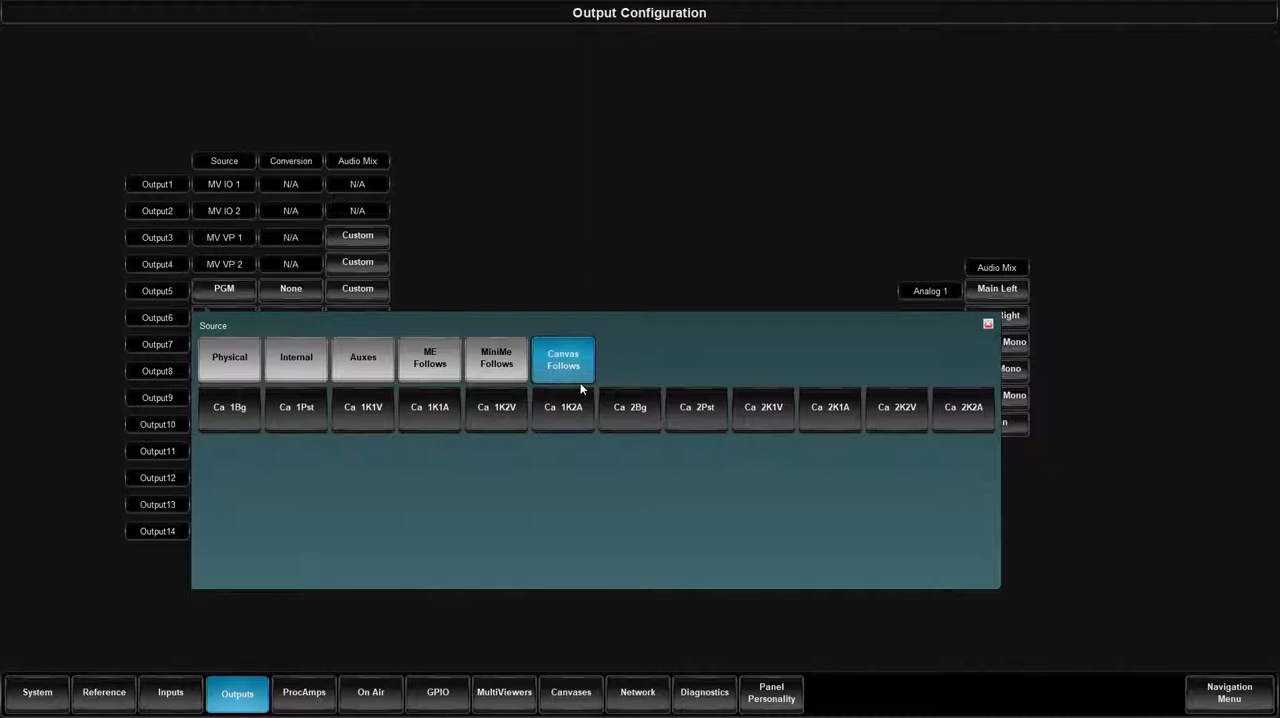 Output Configuration
Source Conversion Audio Mix
Output1 MV IO 1 N/A N/A
Output2 MV IO 2 N/A N/A
Output3 MV VP 1 N/A Custom
Output4 MV VP 2 N/A Custom
Audio Mix
Output5 PGM None Custom
Analog 1 Main Left
Output6
Right
Source
Output7
Mono
Physical Internal Auxes ME Follows MiniMe Follows Canvas Follows
Output8
Mono
Output9
Mono
Ca 1Bg Ca 1Pst Ca 1K1V Ca 1K1A Ca 1K2V Ca 1K2A Ca 2Bg Ca 2Pst Ca 2K1V Ca 2K1A Ca 2K2V Ca 2K2A
Output10
Output11
Output12
Output13
Output14
System Reference Inputs Outputs ProcAmps On Air GPIO MultiViewers Canvases Network Diagnostics Panel Personality Navigation Menu